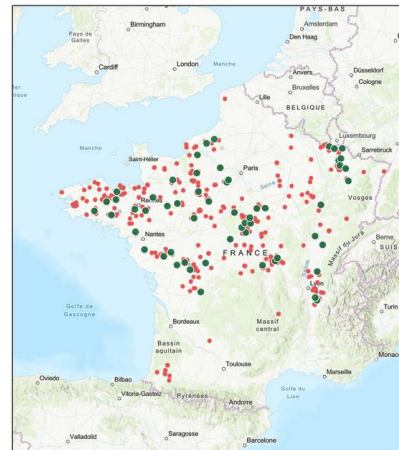 PAYS-BAS
Birmingham
Amsterdam
Pays de
Galles
Den Haag
Cardiff
London
Manche
Düsseldorf
Anvers
Cologne
Bruxelles
Lille
BELGIQUE
Manche
Luxembourg
Saint-Hélier
Sarrebruck
Paris
Seine
Rennes
Vosges
Nantes
Berne
FRANCE
Massif du Jura
Lyon
Golfe de
Gascogne
Massif
central
Turin
Bordeaux
Bassin
aquitain
Monaco
Toulouse
Marseille
Oviedo
Bilbao
Golfe du
Lion
Vitoria-Gasteiz
Pyrénées
Andorre
Valladolid
Saragosse
Barcelone